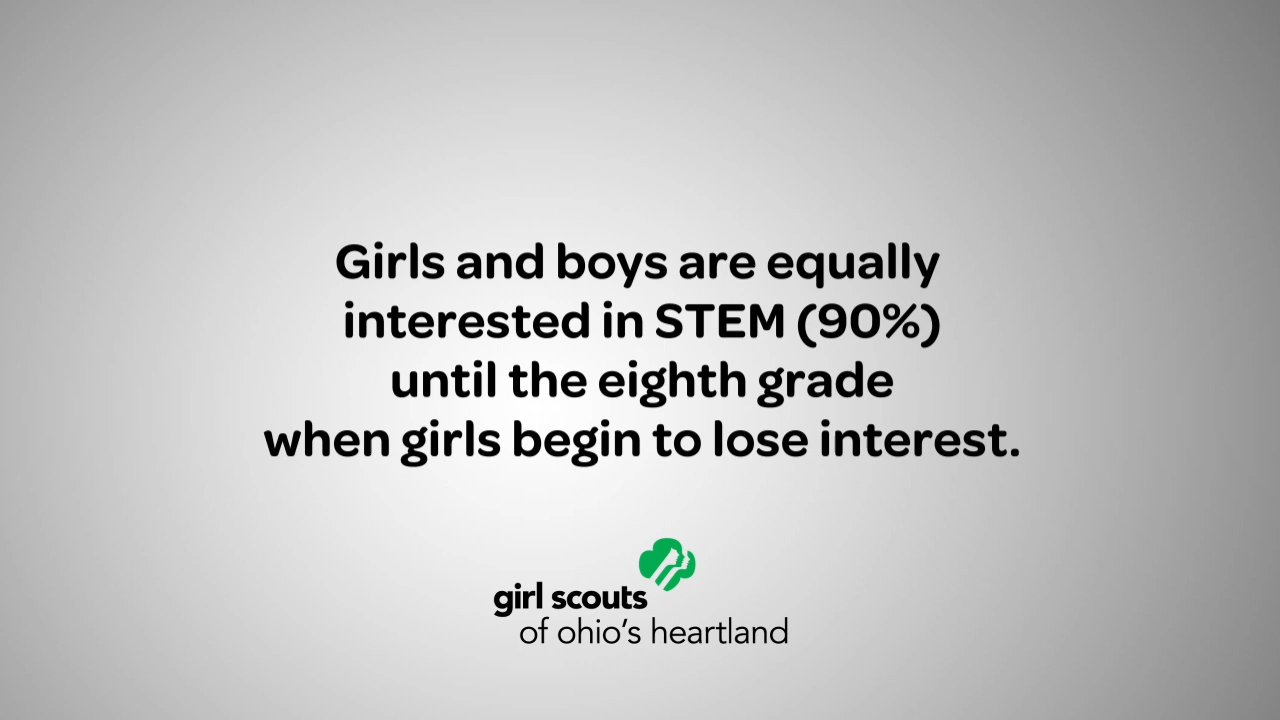 Girls and boys are equally
interested in STEM (90%)
until the eighth grade
when girls begin to lose interest.
girl scouts
of ohio's heartland